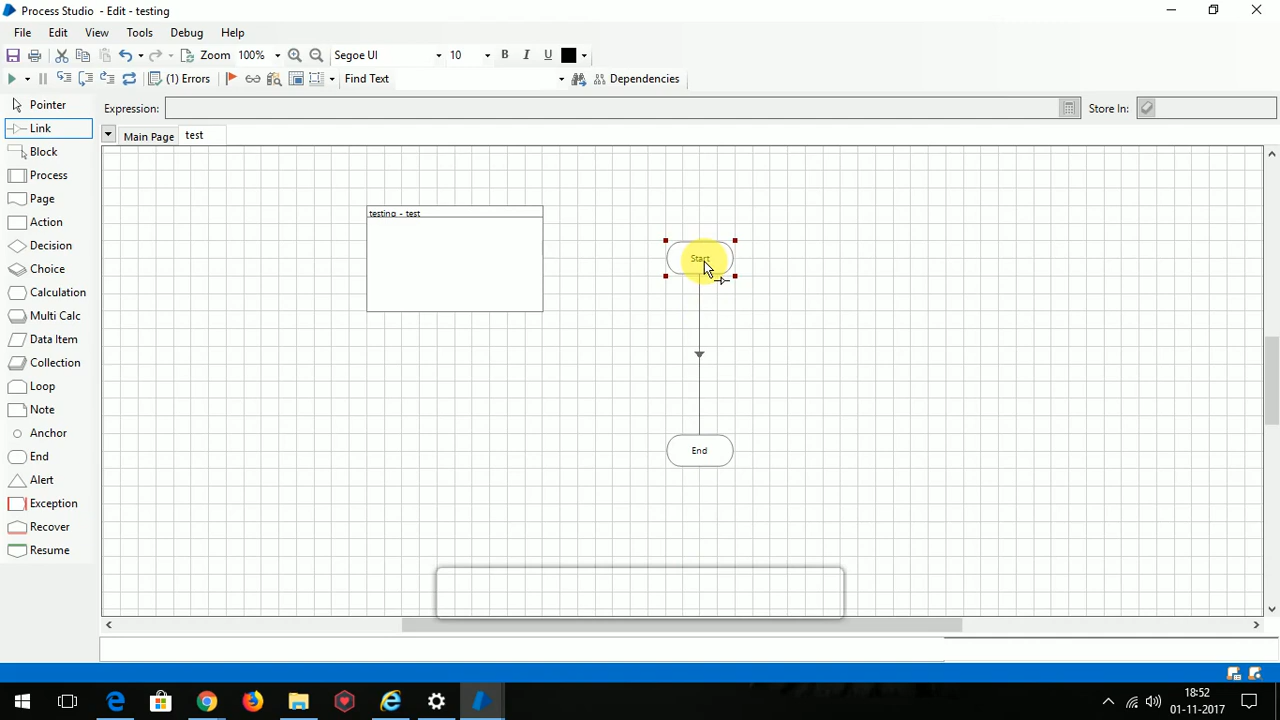 Process Studio - Edit - testing
File Edit View Tools Debug Help
Zoom 100% Segoe UI 10 B I U
(1) Errors Find Text Dependencies
Expression: Store In:
Pointer
Link
Block
Process
Page
Action
Decision
Choice
Calculation
Multi Calc
Data Item
Collection
Loop
Note
Anchor
End
Alert
Exception
Recover
Resume
Main Page test
testing - test
Start
End
18:52
01-11-2017